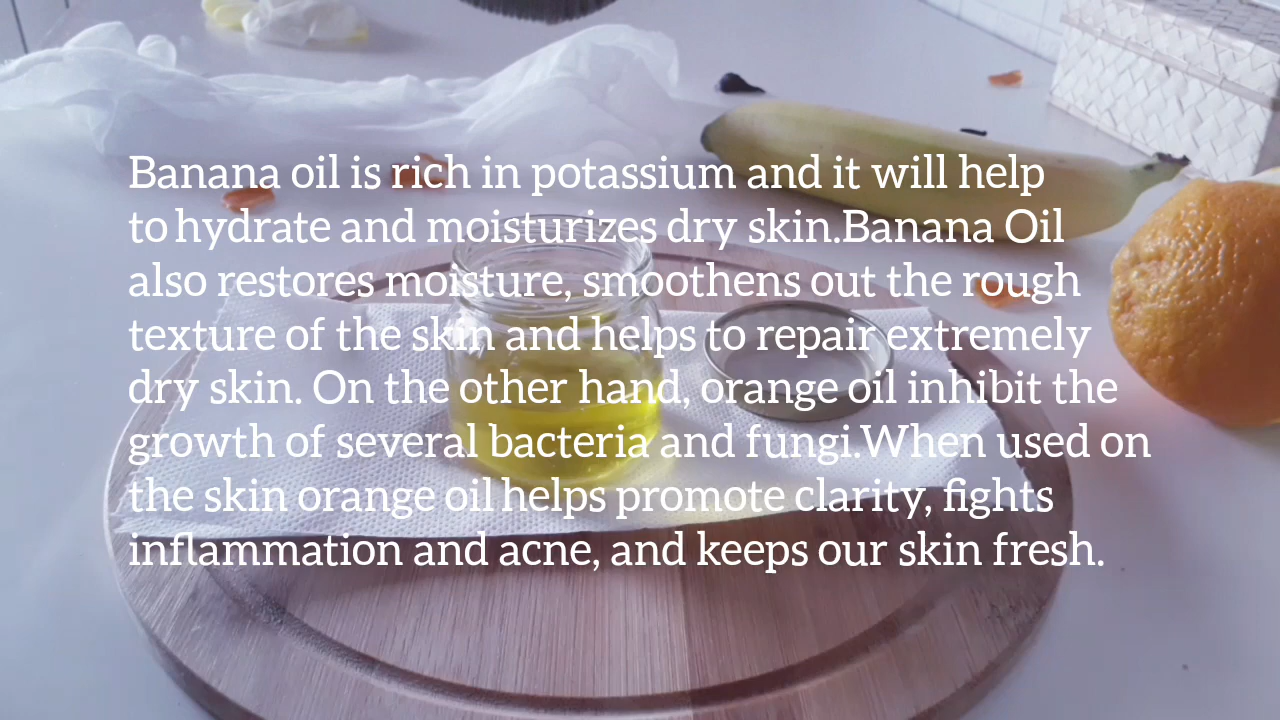 Banana oil is rich in potassium and it will help
to hydrate and moisturizes dry skin.Banana Oil
also restores moisture, smoothens out the rough
texture of the skin and helps to repair extremely
dry skin. On the other hand, orange oil inhibit the
growth of several bacteria and fungi.When used on
the skin orange oil helps promote clarity, fights
inflammation and acne, and keeps our skin fresh.